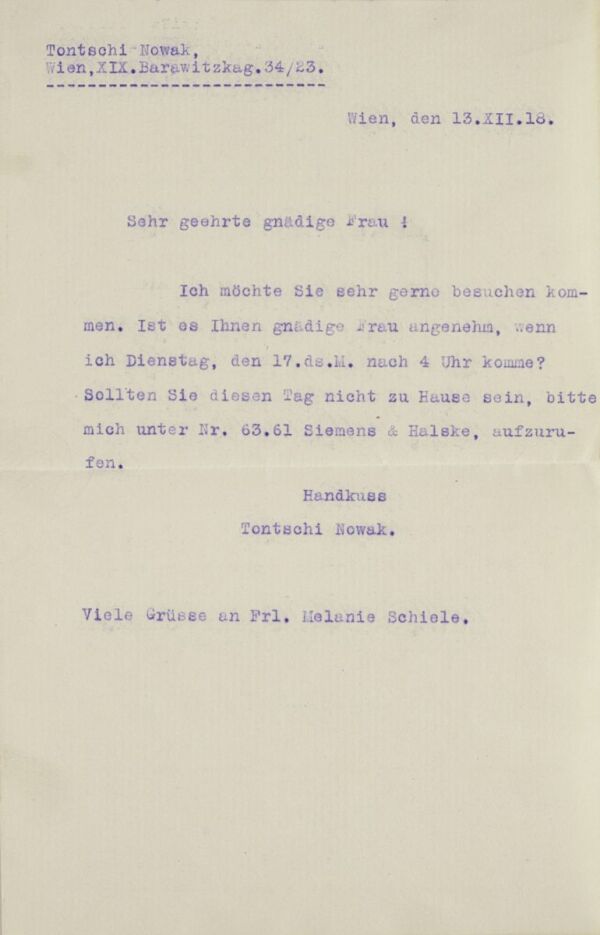 Tontschi Nowak,
Wien,XIX.Barawitzkag.34/23.
Wien, den 13.XII.18.
Sehr geehrte gnädige Frau !
Ich möchte Sie sehr gerne besuchen kom-
men. Ist es Ihnen gnädige Frau angenehm, wenn
ich Dienstag, den 17.ds.M. nach 4 Uhr komme?
Sollten Sie diesen Tag nicht zu Hause sein, bitte
mich unter Nr. 63.61 Siemens & Halske, aufzuru-
fen.
Handkuss
Tontschi Nowak.
Viele Grüsse an Frl. Melanie Schiele.